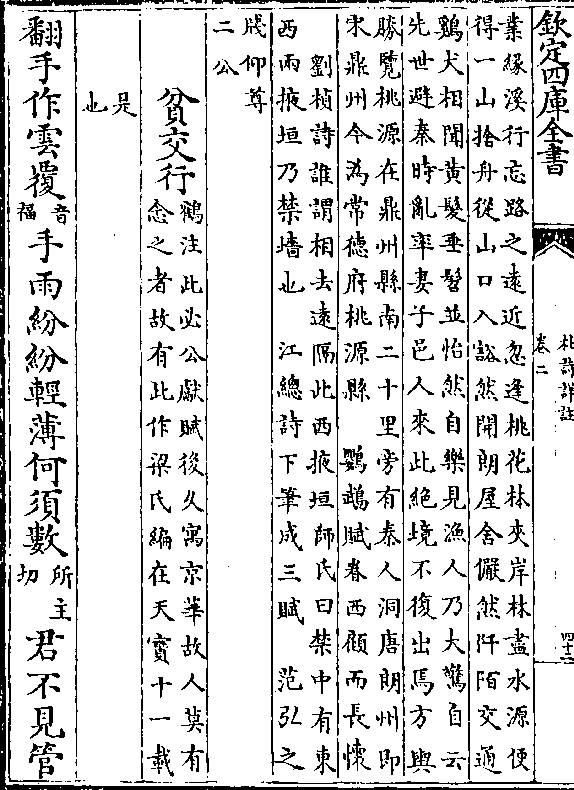 欽定四庫全書
杜詩詳註
卷二
四十二
業緣溪行忘路之遠近忽逢桃花林夾岸林盡水源便
得一山捨舟從山口入豁然開朗屋舍儼然阡陌交通
鷄犬相聞黄髮垂髫並怡然自樂見漁人乃大驚自云
先世避秦時亂率妻子邑人來此絶境不復出焉方輿
勝覽桃源在鼎州縣南二十里旁有秦人洞唐朗州即
宋鼎州今為常德府桃源縣　鸚鵡賦眷西顧而長懷
劉楨詩誰謂相去遠隔此西掖垣師氏曰禁中有東
西雨掖垣乃禁墻也　江總詩下筆成三賦　范弘之
牋仰尊
二公
貧交行
鶴注此必公獻賦後久寓京華故人莫有
念之者故有此作梁氏編在天寶十一載
是
也
翻手作雲覆音福手雨紛紛輕薄何須數所主切君不見管